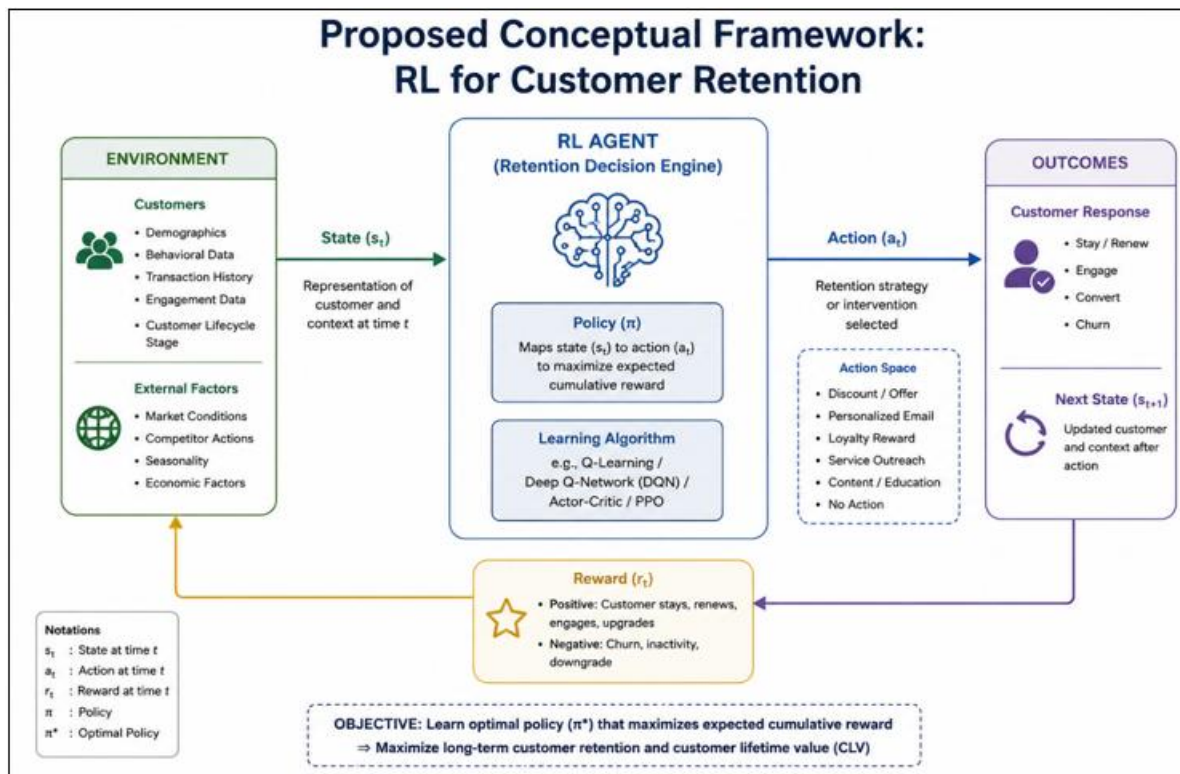 Proposed Conceptual Framework:
RL for Customer Retention
ENVIRONMENT
Customers
• Demographics
• Behavioral Data
• Transaction History
• Engagement Data
• Customer Lifecycle
Stage
External Factors
• Market Conditions
• Competitor Actions
• Seasonality
• Economic Factors
State (sₜ)
Representation of
customer and
context at time t
RL AGENT
(Retention Decision Engine)
Policy (π)
Maps state (sₜ) to action (aₜ)
to maximize expected
cumulative reward
Learning Algorithm
e.g., Q-Learning /
Deep Q-Network (DQN) /
Actor-Critic / PPO
Action (aₜ)
Retention strategy
or intervention
selected
Action Space
• Discount / Offer
• Personalized Email
• Loyalty Reward
• Service Outreach
• Content / Education
• No Action
OUTCOMES
Customer Response
• Stay / Renew
• Engage
• Convert
• Churn
Next State (sₜ₊₁)
Updated customer
and context after
action
Reward (rₜ)
• Positive: Customer stays, renews,
engages, upgrades
• Negative: Churn, inactivity,
downgrade
Notations
sₜ : State at time t
aₜ : Action at time t
rₜ : Reward at time t
π : Policy
π* : Optimal Policy
OBJECTIVE: Learn optimal policy (π*) that maximizes expected cumulative reward
⇒ Maximize long-term customer retention and customer lifetime value (CLV)